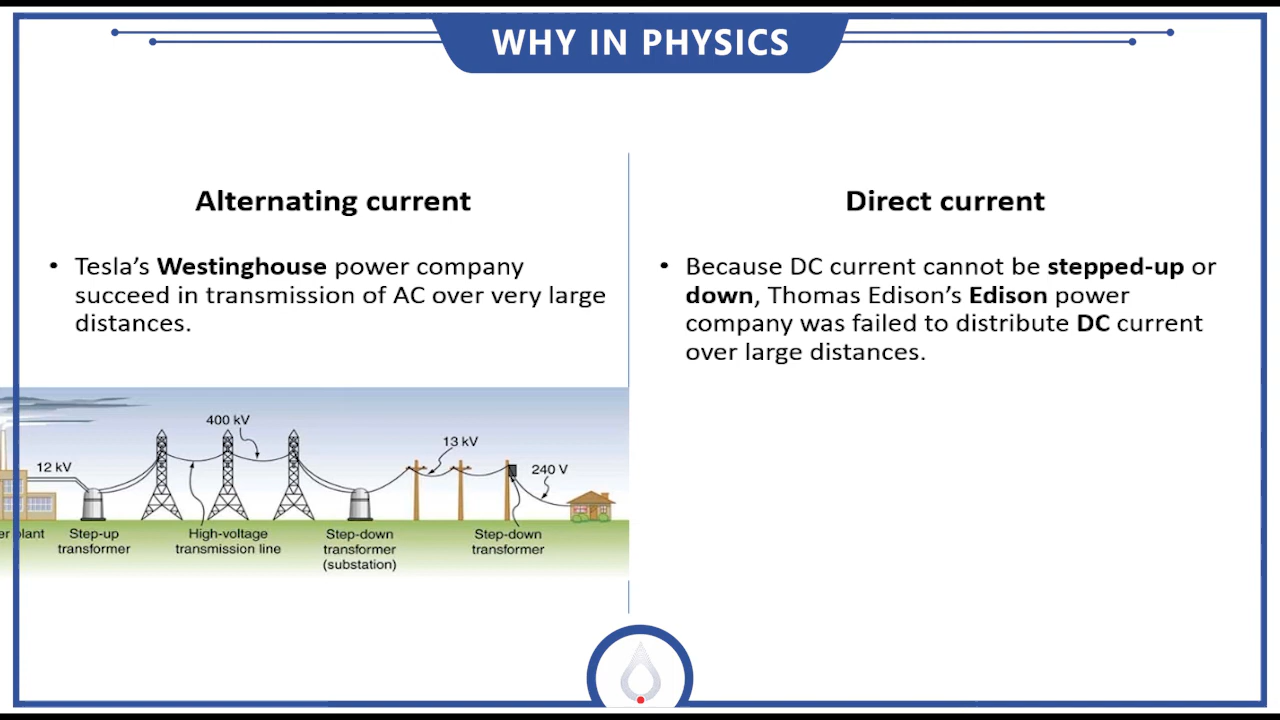 WHY IN PHYSICS
Alternating current
• Tesla’s Westinghouse power company
succeed in transmission of AC over very large
distances.
400 kV
13 kV
12 kV
240 V
er plant
Step-up
transformer
High-voltage
transmission line
Step-down
transformer
(substation)
Step-down
transformer
Direct current
• Because DC current cannot be stepped-up or
down, Thomas Edison’s Edison power
company was failed to distribute DC current
over large distances.